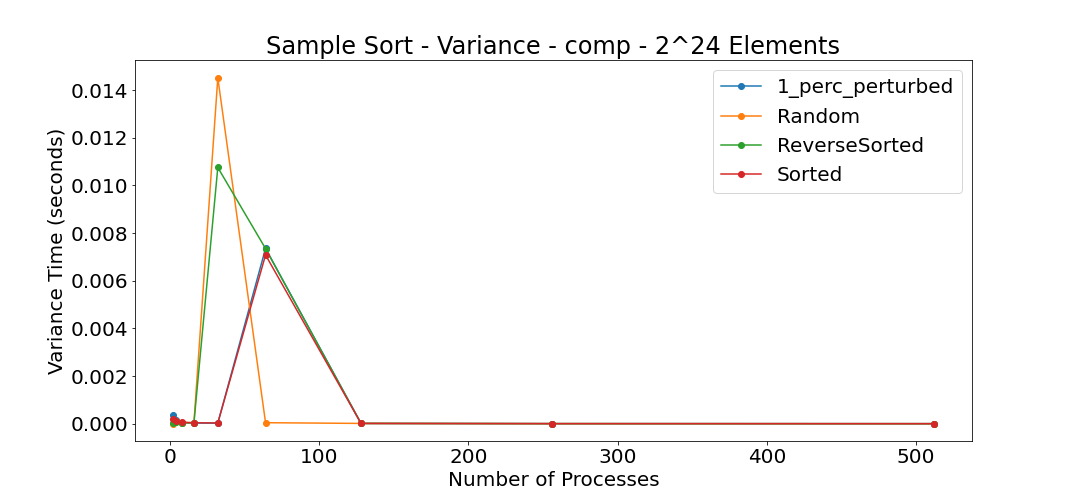 Sample Sort - Variance - comp - 2^24 Elements
1_perc_perturbed
Random
ReverseSorted
Sorted
Variance Time (seconds)
0.014
0.012
0.010
0.008
0.006
0.004
0.002
0.000
0 100 200 300 400 500
Number of Processes